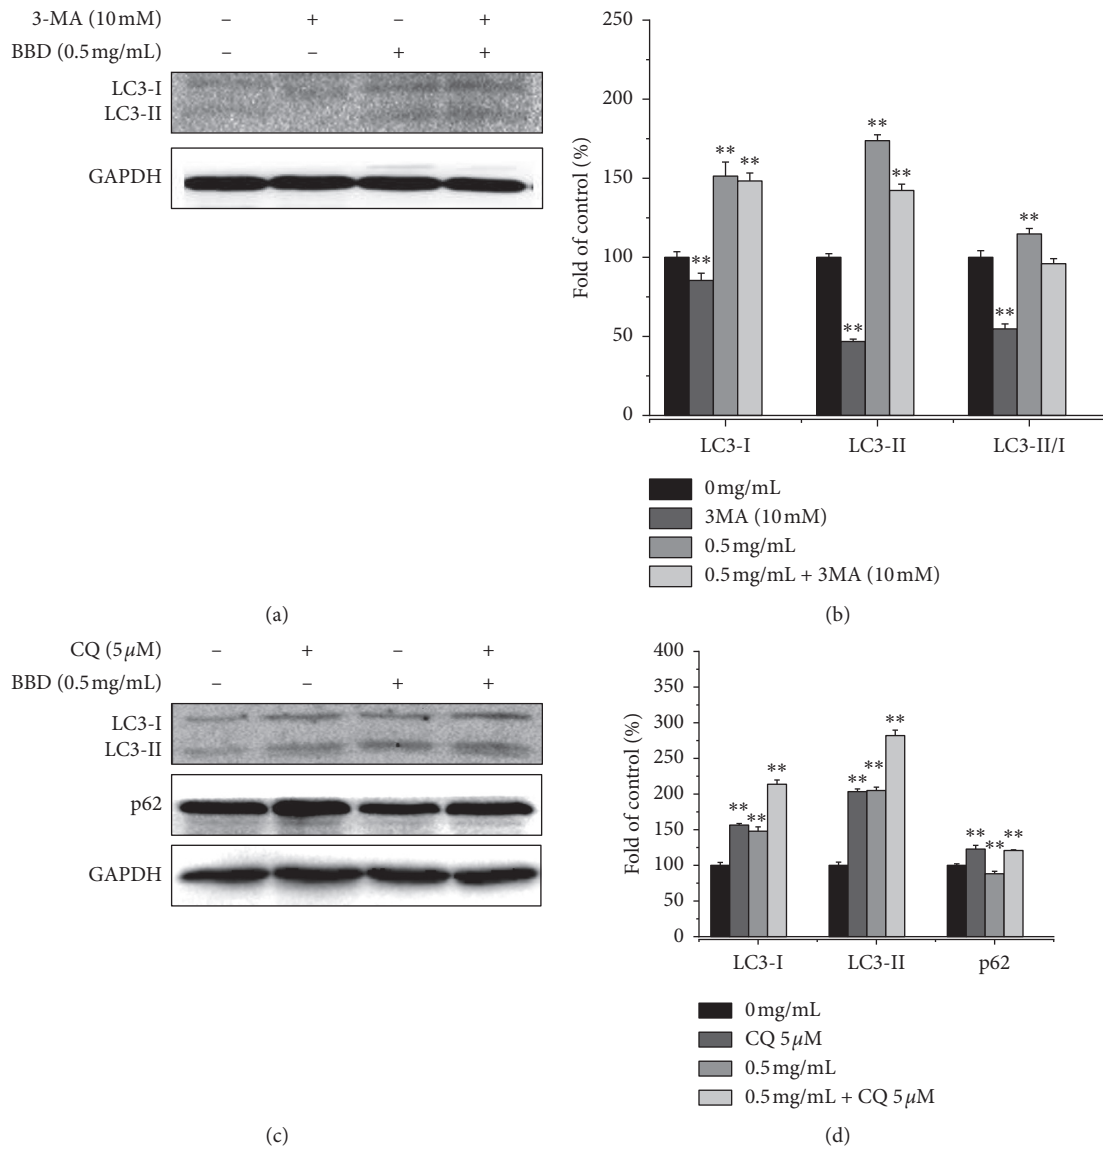 3-MA (10 mM) – + – +
BBD (0.5 mg/mL) – – + +
LC3-I
LC3-II
GAPDH
(a)
Fold of control (%)
250
200
150
100
50
0
** ** ** ** ** ** ** **
LC3-I LC3-II LC3-II/I
0 mg/mL
3MA (10 mM)
0.5 mg/mL
0.5 mg/mL + 3MA (10 mM)
(b)
CQ (5 μM) – + – +
BBD (0.5 mg/mL) – – + +
LC3-I
LC3-II
p62
GAPDH
(c)
Fold of control (%)
400
350
300
250
200
150
100
50
0
** ** ** ** ** ** ** ** **
LC3-I LC3-II p62
0 mg/mL
CQ 5 μM
0.5 mg/mL
0.5 mg/mL + CQ 5 μM
(d)